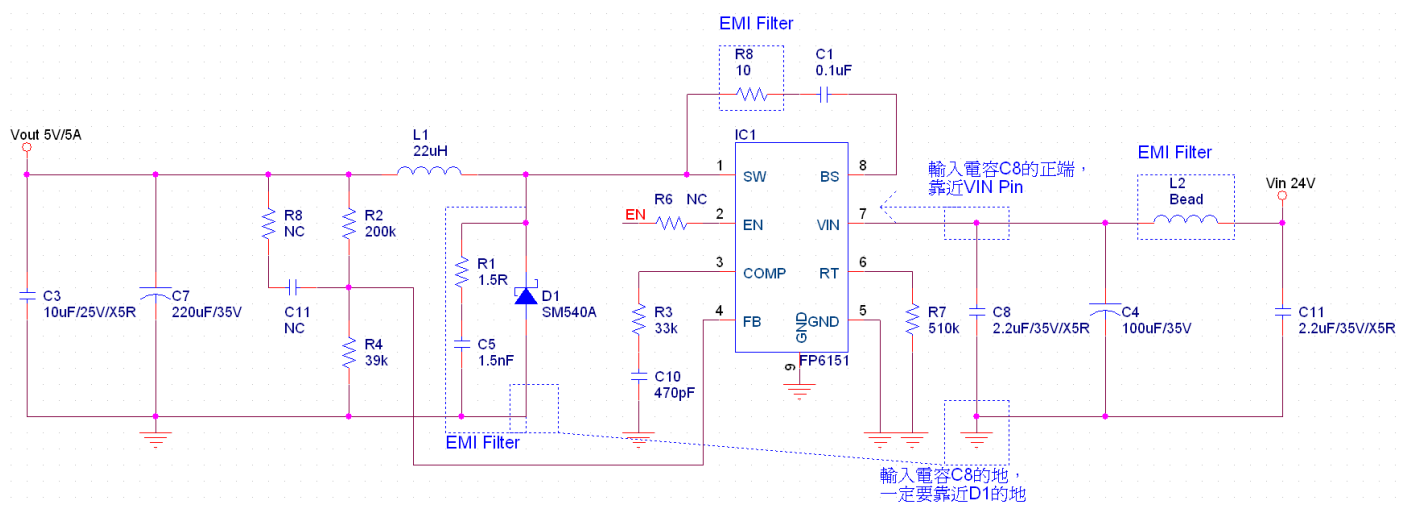 EMI Filter
R8
10
C1
0.1uF
Vout 5V/5A
L1
22uH
IC1
1
SW
BS
8
輸入電容C8的正端，
靠近VIN Pin
EMI Filter
L2
Bead
Vin 24V
R8
NC
R2
200k
EN
R6 NC
2
EN
VIN
7
R1
1.5R
D1
SM540A
3
COMP
RT
6
C3
10uF/25V/X5R
C7
220uF/35V
C11
NC
R3
33k
4
FB
GND
5
GND
R7
510k
C8
2.2uF/35V/X5R
C4
100uF/35V
C11
2.2uF/35V/X5R
R4
39k
C5
1.5nF
C10
470pF
9
FP6151
EMI Filter
輸入電容C8的地，
一定要靠近D1的地